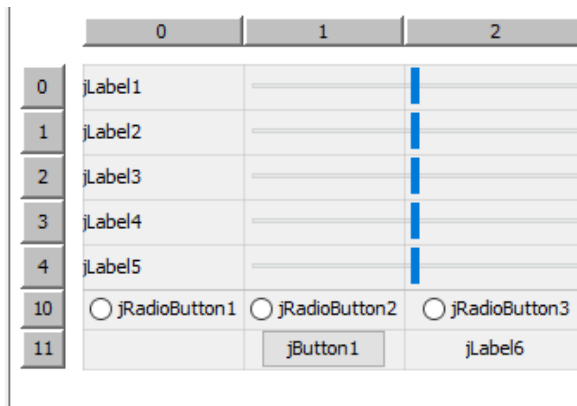 0 1 2
0 jLabel1
1 jLabel2
2 jLabel3
3 jLabel4
4 jLabel5
10 jRadioButton1 jRadioButton2 jRadioButton3
11 jButton1 jLabel6